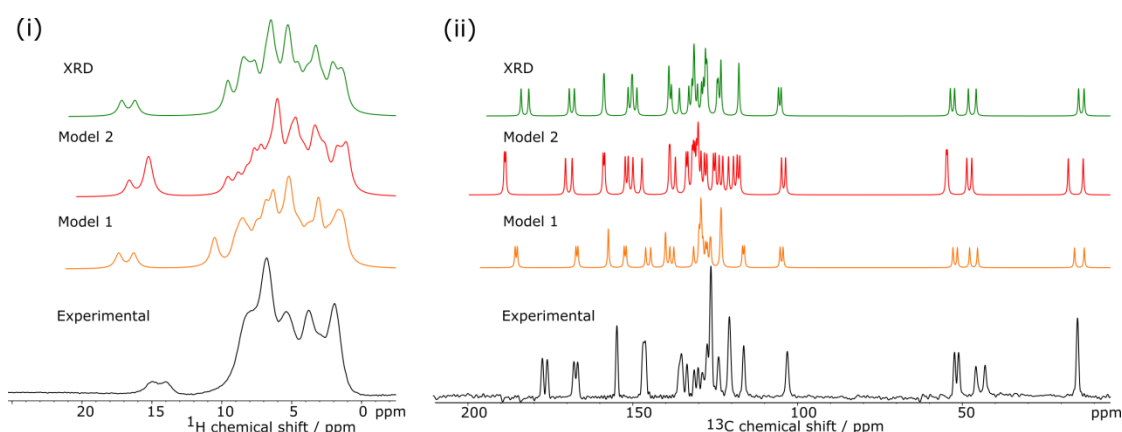 (i)
XRD
Model 2
Model 1
Experimental
20 15 10 5 0 ppm
¹H chemical shift / ppm
(ii)
XRD
Model 2
Model 1
Experimental
200 150 100 50 ppm
¹³C chemical shift / ppm